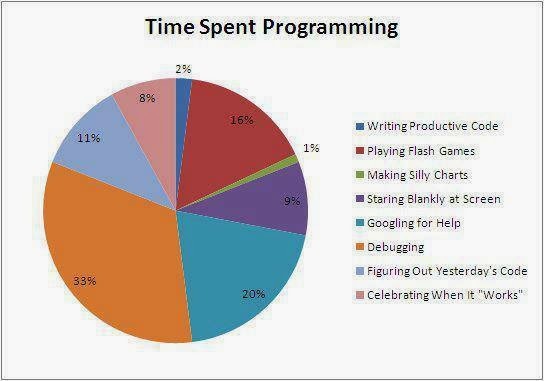 Time Spent Programming
2%
16%
1%
9%
20%
33%
11%
8%
Writing Productive Code
Playing Flash Games
Making Silly Charts
Staring Blankly at Screen
Googling for Help
Debugging
Figuring Out Yesterday's Code
Celebrating When It "Works"